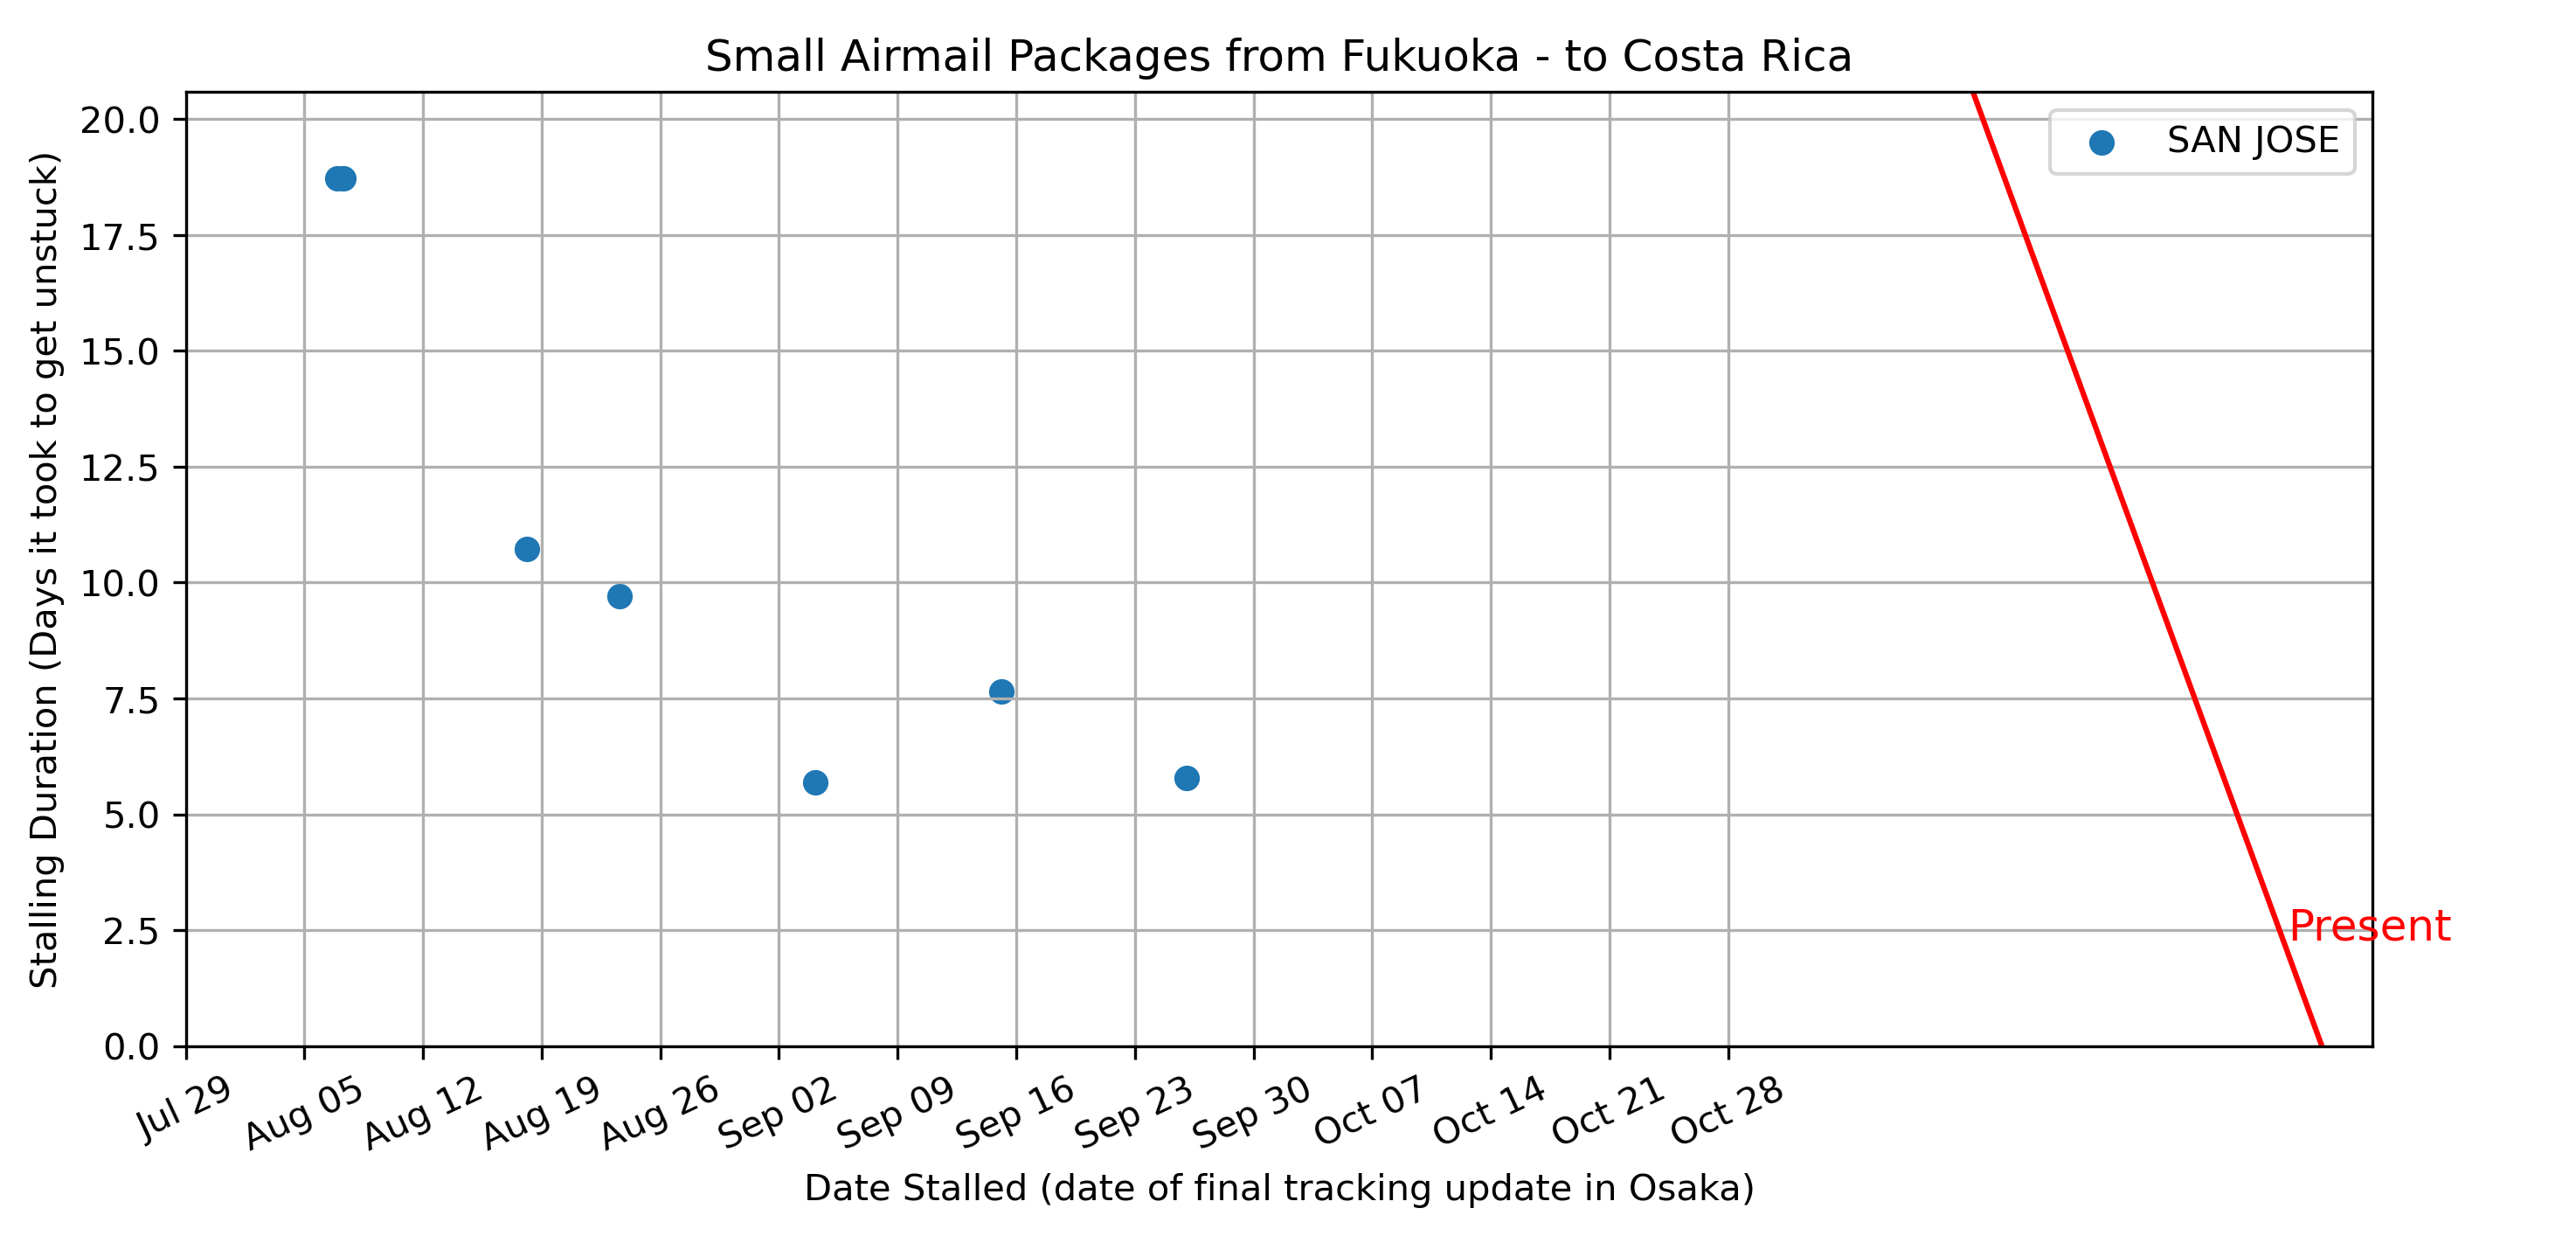 Small Airmail Packages from Fukuoka - to Costa Rica
SAN JOSE
Stalling Duration (Days it took to get unstuck)
20.0
17.5
15.0
12.5
10.0
7.5
5.0
2.5
0.0
Present
Jul 29
Aug 05
Aug 12
Aug 19
Aug 26
Sep 02
Sep 09
Sep 16
Sep 23
Sep 30
Oct 07
Oct 14
Oct 21
Oct 28
Date Stalled (date of final tracking update in Osaka)